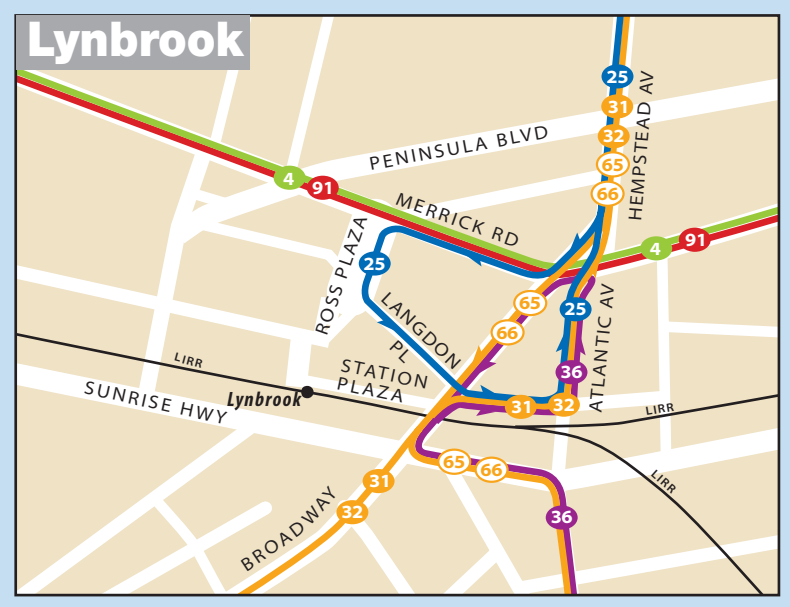 Lynbrook
25
HEMPSTEAD AV
31
32
PENINSULA BLVD
65
4
91
66
MERRICK RD
91
4
ROSS PLAZA
25
LANGDON
PL
65
25
66
ATLANTIC AV
LIRR
STATION
PLAZA
36
SUNRISE HWY
Lynbrook
31
32
LIRR
65
66
31
LIRR
32
BROADWAY
36